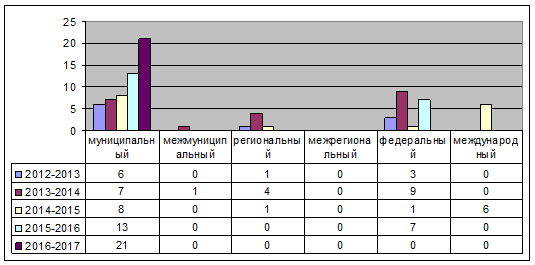 25
20
15
10
5
0
муниципаль
ный
межмуницип
альный
региональны
й
межрегиона
льный
федеральны
й
международ
ный
2012-2013 6 0 1 0 3 0
2013-2014 7 1 4 0 9 0
2014-2015 8 0 1 0 1 6
2015-2016 13 0 0 0 7 0
2016-2017 21 0 0 0 0 0